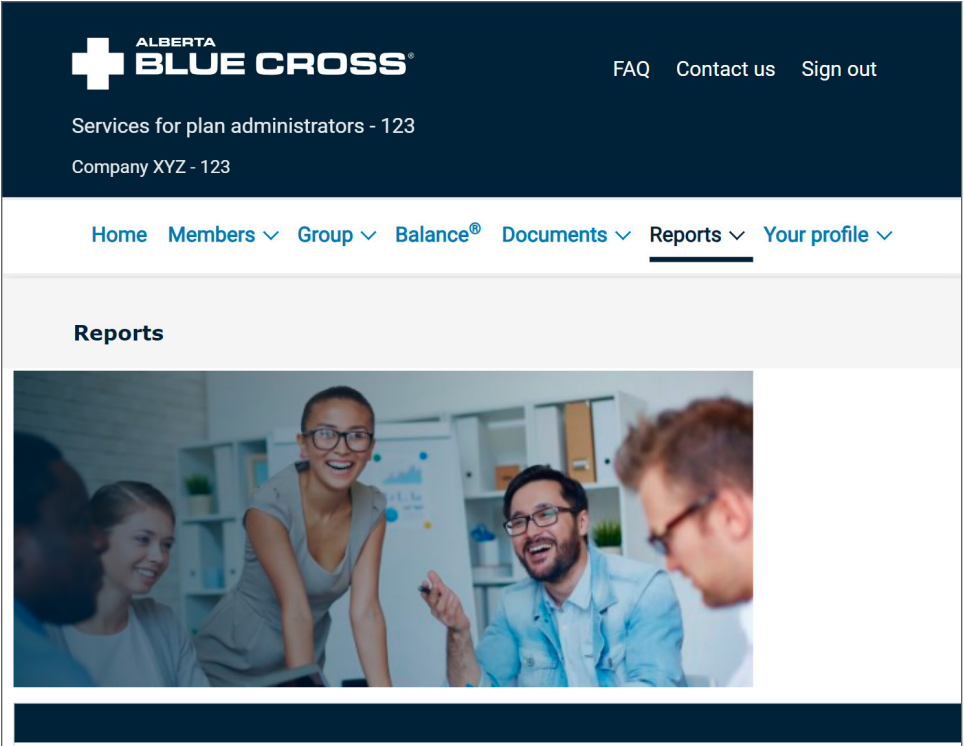 ALBERTA
BLUE CROSS®
FAQ Contact us Sign out
Services for plan administrators - 123
Company XYZ - 123
Home Members Group Balance® Documents Reports Your profile
Reports